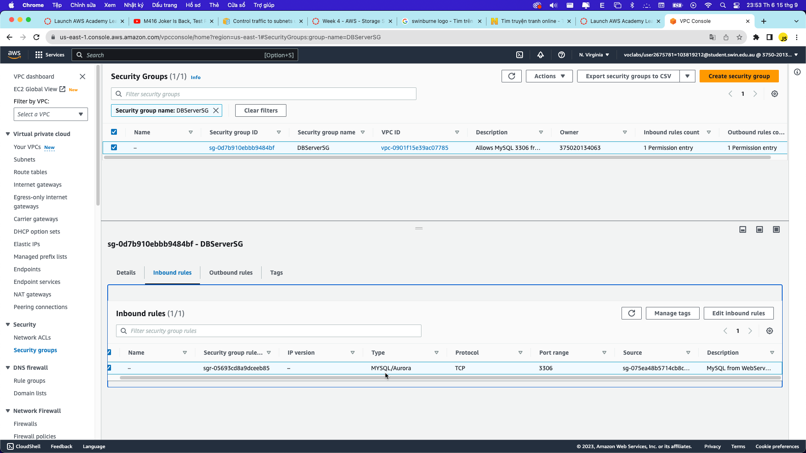 Chrome Tệp Chỉnh sửa Xem Nhật ký Dấu trang Hồ sơ Thẻ Cửa sổ Trợ giúp 23:53 Th 6 15 thg 9
Launch AWS Academy L M416 Joker Is Back, Test Control traffic to subnets Week 4 - AWS - Storage swinburne logo - Tìm trên Tìm truyện tranh online - Launch AWS Academy Le VPC Console
us-east-1.console.aws.amazon.com/vpcconsole/home?region=us-east-1#SecurityGroups:group-name=DBServerSG
aws Services Search [Option+S] N. Virginia voclabs/user2675781=103819212@student.swin.edu.au @ 3750-2013...
VPC dashboard
EC2 Global View New
Filter by VPC:
Select a VPC
Virtual private cloud
Your VPCs New
Subnets
Route tables
Internet gateways
Egress-only internet
gateways
Carrier gateways
DHCP option sets
Elastic IPs
Managed prefix lists
Endpoints
Endpoint services
NAT gateways
Peering connections
Security
Network ACLs
Security groups
DNS firewall
Rule groups
Domain lists
Network Firewall
Firewalls
Firewall policies
Security Groups (1/1) Info
Actions Export security groups to CSV Create security group
Filter security groups 1
Security group name: DBServerSG Clear filters
Name Security group ID Security group name VPC ID Description Owner Inbound rules count Outbound rules co...
– sg-0d7b910ebbb9484bf DBServerSG vpc-0901f15e39ac07785 Allows MySQL 3306 fr... 375020134063 1 Permission entry 1 Permission entry
sg-0d7b910ebbb9484bf - DBServerSG
Details Inbound rules Outbound rules Tags
Inbound rules (1/1) Manage tags Edit inbound rules
Filter security group rules 1
Name Security group rule... IP version Type Protocol Port range Source Description
– sgr-05693cd8a9dceeb85 – MYSQL/Aurora TCP 3306 sg-075ea48b5714cb8c... MySQL from WebServ...
CloudShell Feedback Language © 2023, Amazon Web Services, Inc. or its affiliates. Privacy Terms Cookie preferences